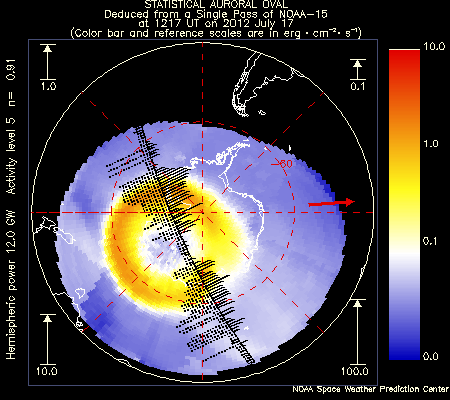 STATISTICAL AURORAL OVAL
Deduced from a Single Pass of NOAA-15
at 1217 UT on 2012 July 17
(Color bar and reference scales are in erg · cm⁻² · s⁻¹)
1.0
0.1
10.0
1.0
0.1
0.0
-60
Hemispheric power 12.0 GW Activity level 5 n= 0.91
10.0
100.0
NOAA Space Weather Prediction Center